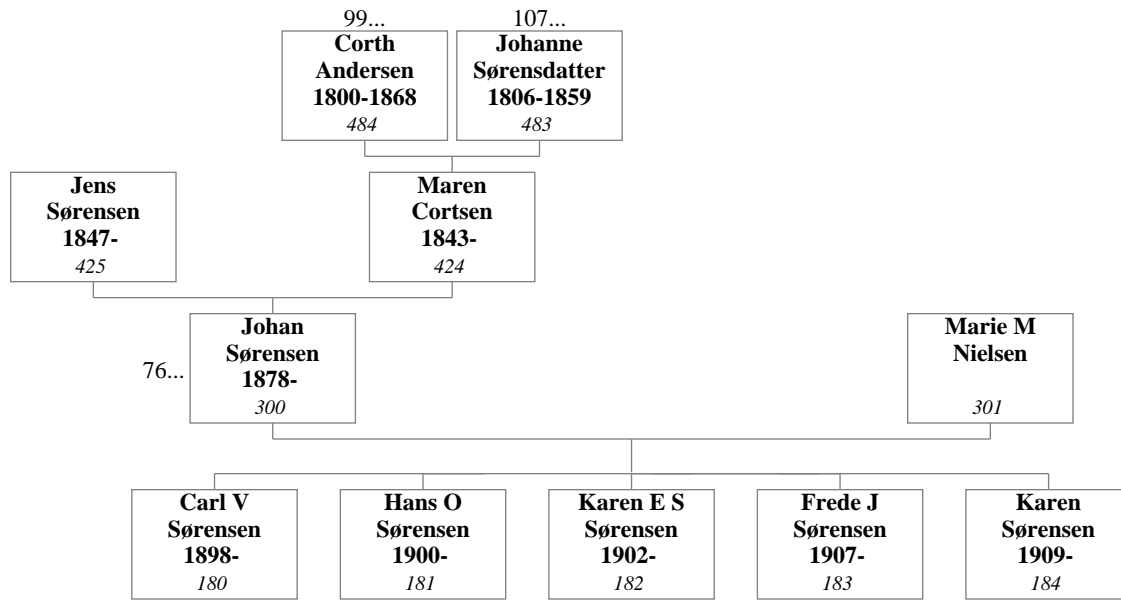 99...
107...
Corth
Andersen
1800-1868
484
Johanne
Sørensdatter
1806-1859
483
Jens
Sørensen
1847-
425
Maren
Cortsen
1843-
424
76...
Johan
Sørensen
1878-
300
Marie M
Nielsen
301
Carl V
Sørensen
1898-
180
Hans O
Sørensen
1900-
181
Karen E S
Sørensen
1902-
182
Frede J
Sørensen
1907-
183
Karen
Sørensen
1909-
184